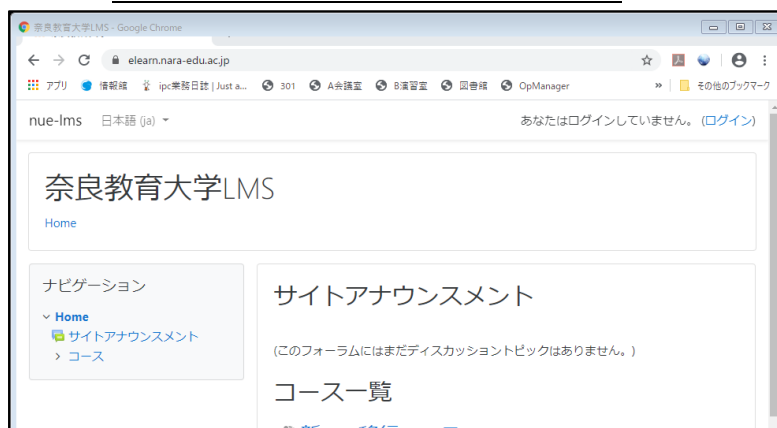 奈良教育大学LMS - Google Chrome
elearn.nara-edu.ac.jp
アプリ 情報館 ipc業務日誌 | Just a... 301 A会議室 B演習室 図書館 OpManager » その他のブックマーク
nue-lms 日本語 (ja) あなたはログインしていません。 (ログイン)
奈良教育大学LMS
Home
ナビゲーション
Home
サイトアナウンスメント
コース
サイトアナウンスメント
(このフォーラムにはまだディスカッショントピックはありません。)
コース一覧